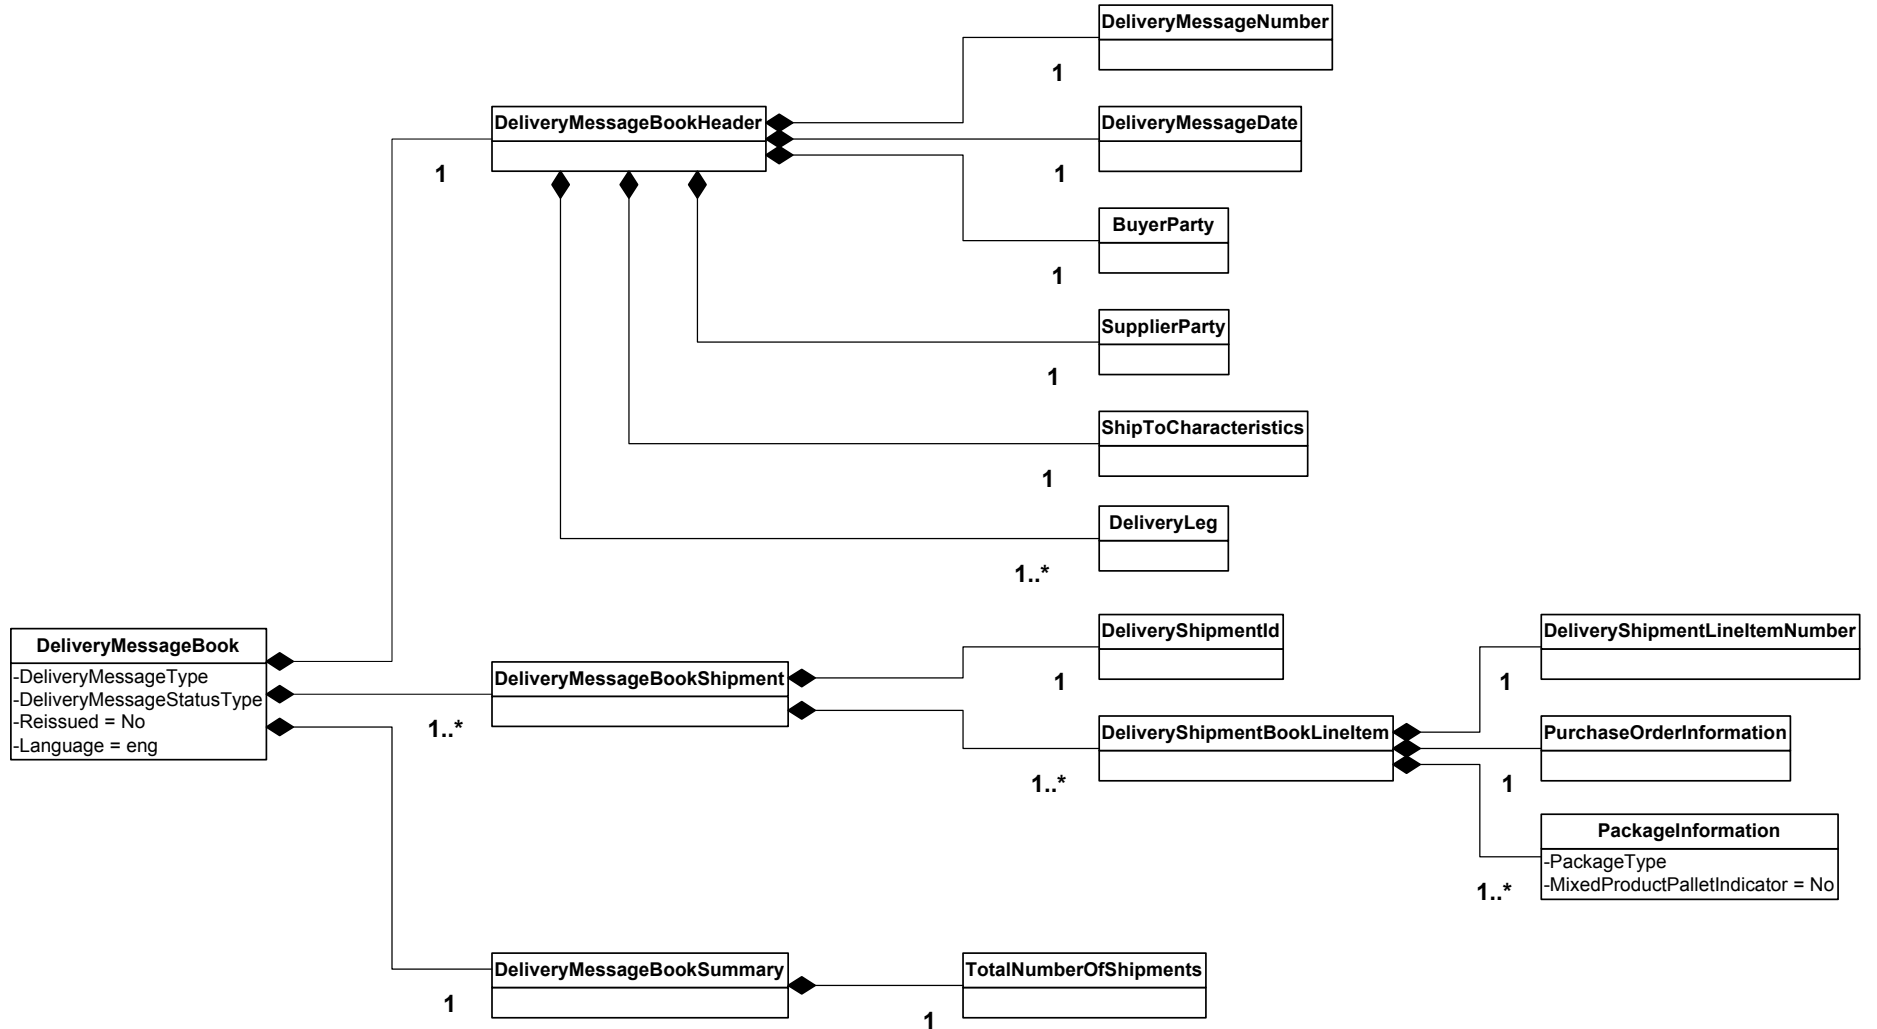 DeliveryMessageNumber
1
DeliveryMessageBookHeader
DeliveryMessageDate
1
1
BuyerParty
1
SupplierParty
1
ShipToCharacteristics
1
DeliveryLeg
1..*
DeliveryMessageBook
-DeliveryMessageType
-DeliveryMessageStatusType
-Reissued = No
-Language = eng
DeliveryMessageBookShipment
1..*
DeliveryShipmentId
1
DeliveryShipmentBookLineItem
1..*
DeliveryShipmentLineItemNumber
1
PurchaseOrderInformation
1
PackageInformation
-PackageType
-MixedProductPalletIndicator = No
1..*
DeliveryMessageBookSummary
1
TotalNumberOfShipments
1